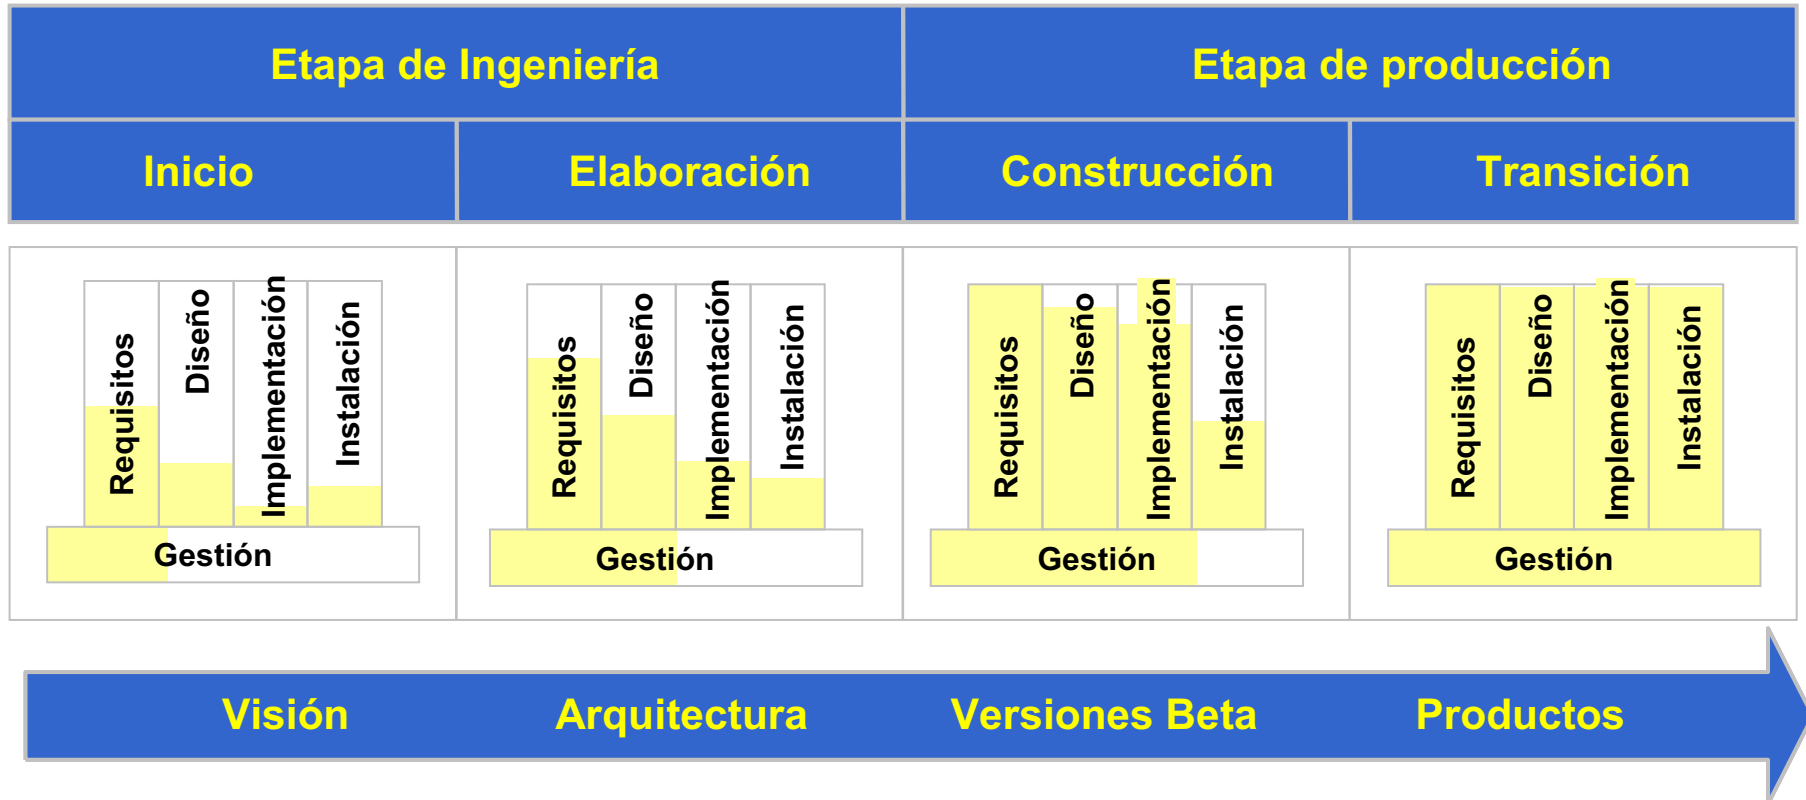 Etapa de Ingeniería
Etapa de producción
Inicio
Elaboración
Construcción
Transición
Requisitos
Diseño
Implementación
Instalación
Gestión
Requisitos
Diseño
Implementación
Instalación
Gestión
Requisitos
Diseño
Implementación
Instalación
Gestión
Requisitos
Diseño
Implementación
Instalación
Gestión
Visión
Arquitectura
Versiones Beta
Productos